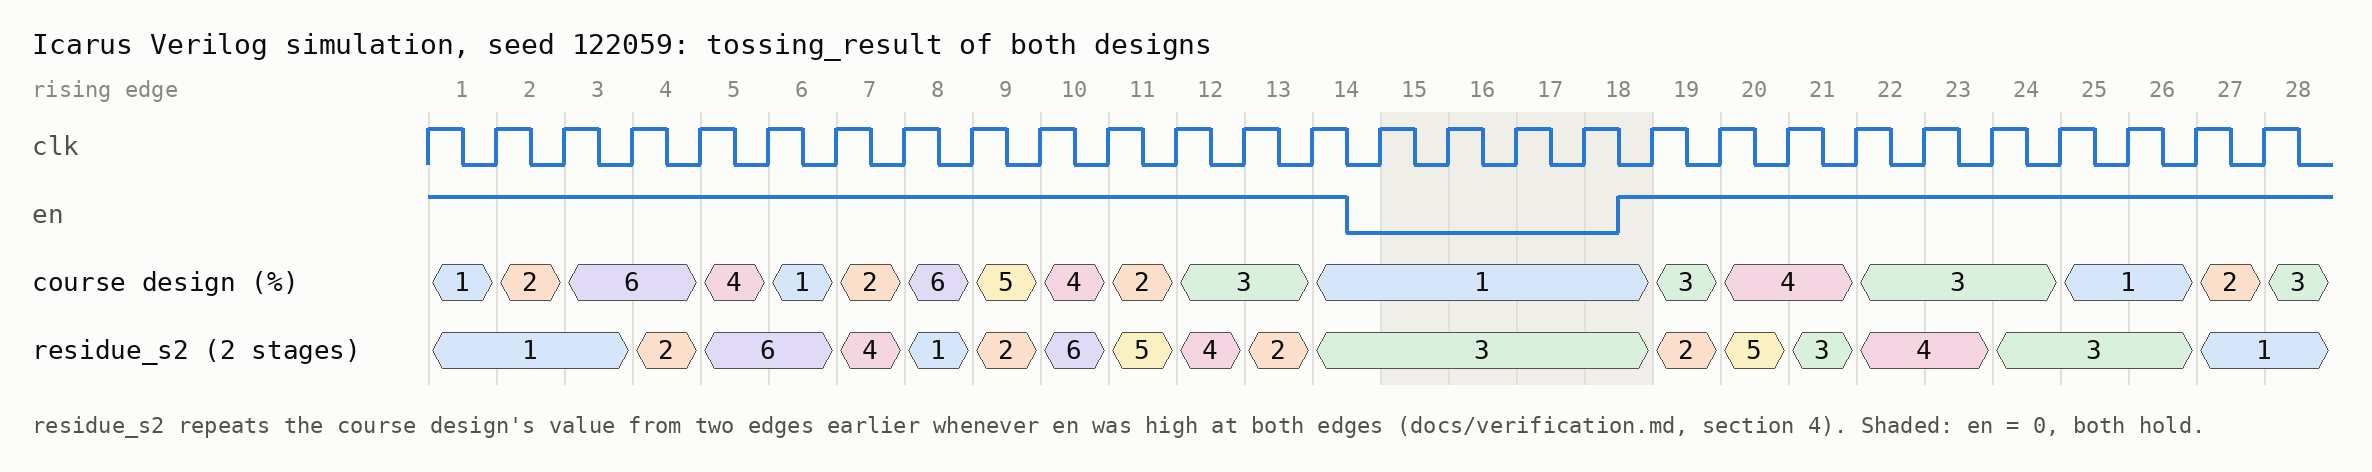 Icarus Verilog simulation, seed 122059: tossing_result of both designs
rising edge 1 2 3 4 5 6 7 8 9 10 11 12 13 14 15 16 17 18 19 20 21 22 23 24 25 26 27 28
clk
en
course design (%) 1 2 6 4 1 2 6 5 4 2 3 1 3 4 3 1 2 3
residue_s2 (2 stages) 1 2 6 4 1 2 6 5 4 2 3 2 5 3 4 3 1
residue_s2 repeats the course design's value from two edges earlier whenever en was high at both edges (docs/verification.md, section 4). Shaded: en = 0, both hold.